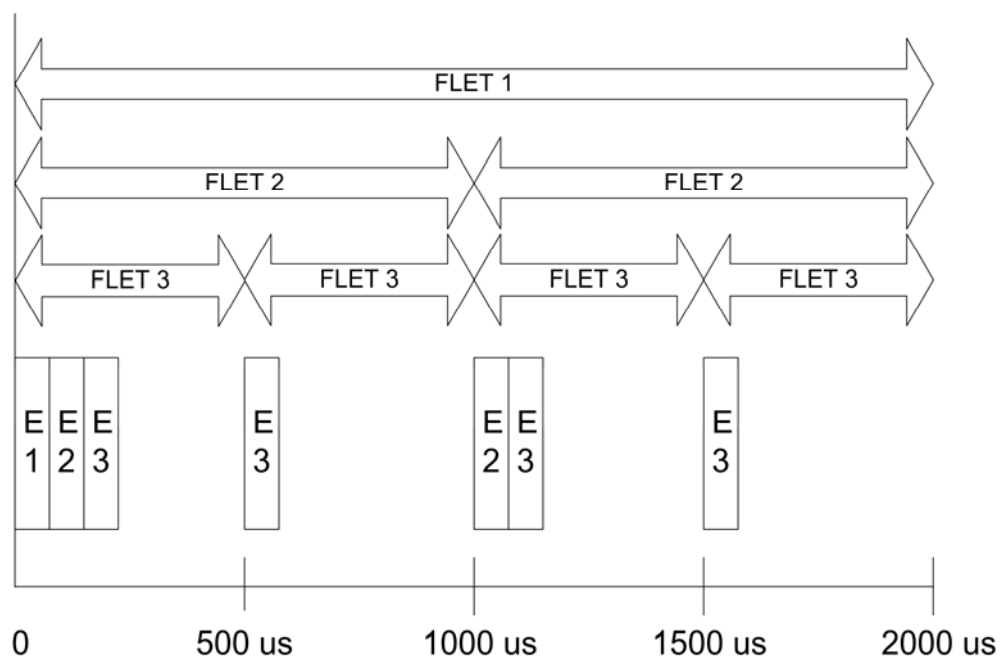 FLET 1
FLET 2 FLET 2
FLET 3 FLET 3 FLET 3 FLET 3
E E E E E E E
1 2 3 3 2 3 3
0 500 us 1000 us 1500 us 2000 us